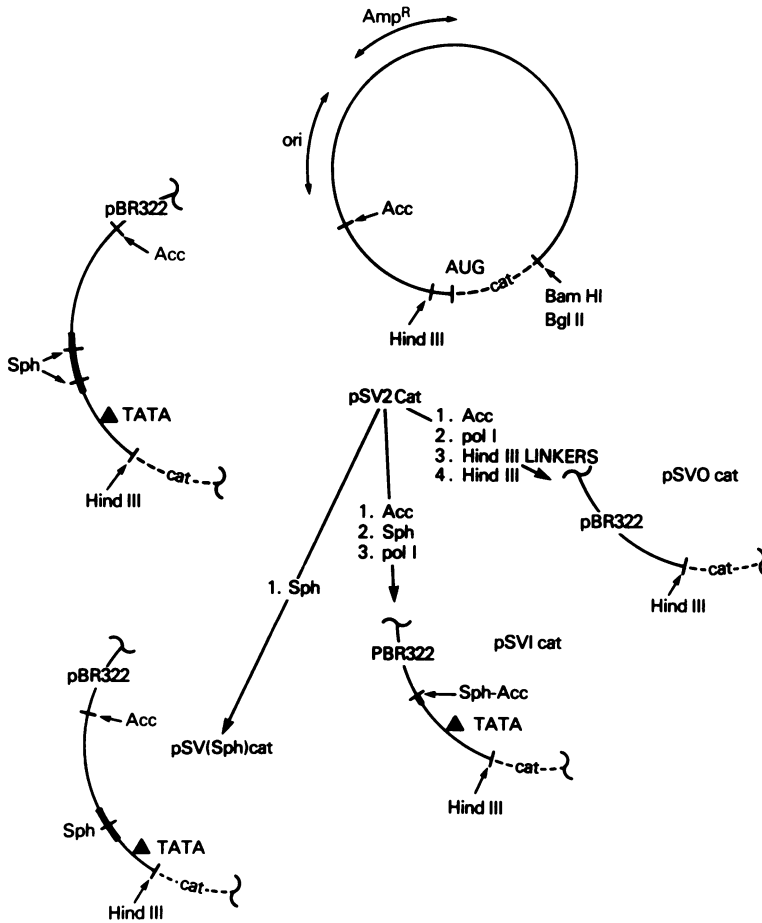 Amp^R
ori
Acc
AUG
cat
Hind III
Bam HI
Bgl II
pBR322
Acc
Sph
TATA
Hind III
cat
pSV2 Cat
1. Acc
2. pol I
3. Hind III LINKERS
4. Hind III
pSVO cat
pBR322
Hind III
cat
1. Acc
2. Sph
3. pol I
PBR322
pSVI cat
Sph-Acc
TATA
Hind III
cat
1. Sph
pSV(Sph)cat
pBR322
Acc
Sph
TATA
Hind III
cat